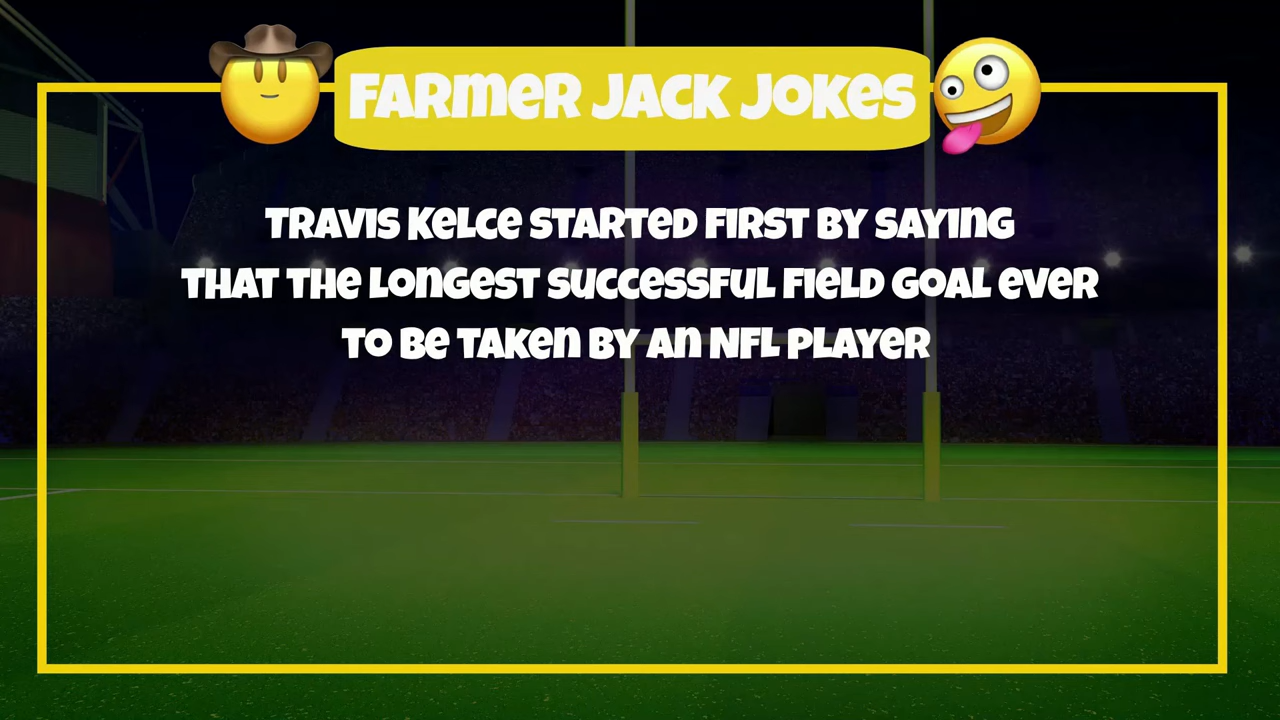 FARMER JACK JOKES
TRAVIS KELCE STARTED FIRST BY SAYING
THAT THE LONGEST SUCCESSFUL FIELD GOAL EVER
TO BE TAKEN BY AN NFL PLAYER